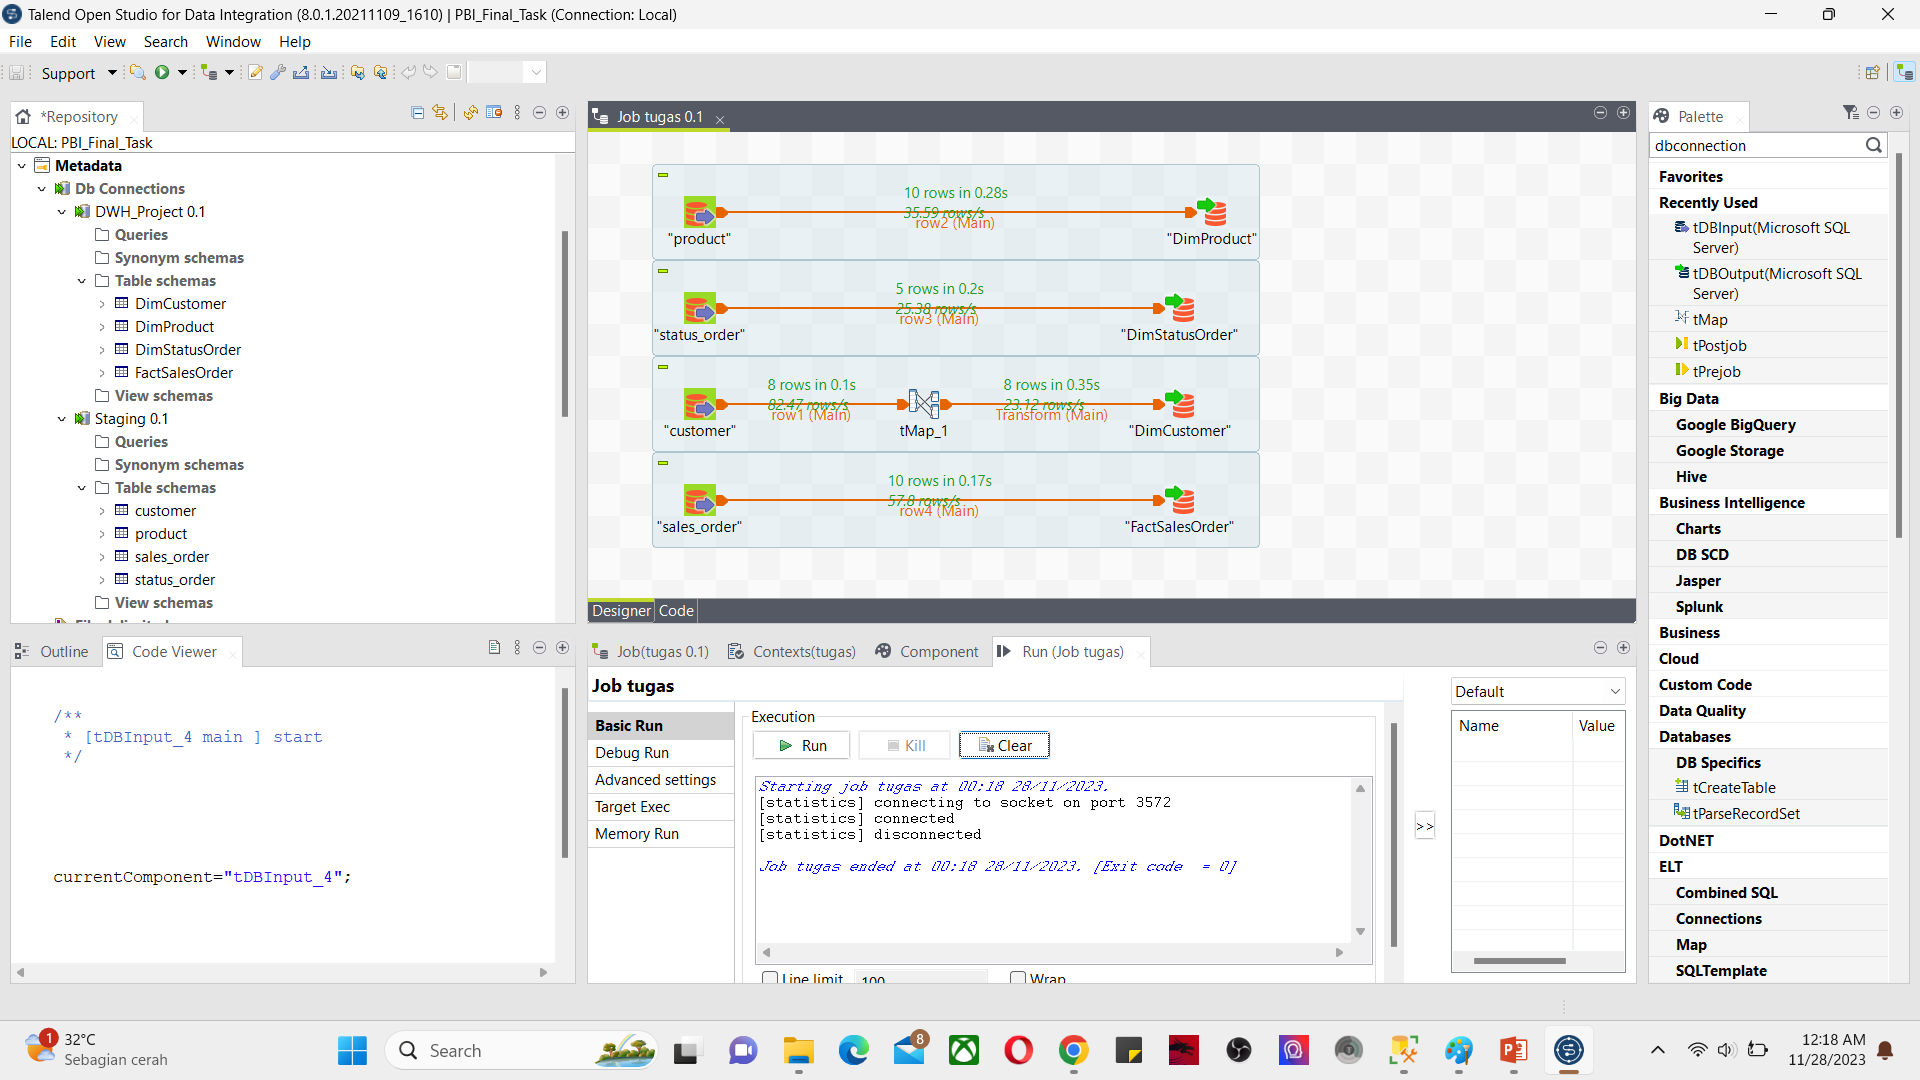 Talend Open Studio for Data Integration (8.0.1.20211109_1610) | PBI_Final_Task (Connection: Local)
File Edit View Search Window Help
Support
*Repository
LOCAL: PBI_Final_Task
Metadata
Db Connections
DWH_Project 0.1
Queries
Synonym schemas
Table schemas
DimCustomer
DimProduct
DimStatusOrder
FactSalesOrder
View schemas
Staging 0.1
Queries
Synonym schemas
Table schemas
customer
product
sales_order
status_order
View schemas
Job tugas 0.1
10 rows in 0.28s
35.59 rows/s
row2 (Main)
"product"
"DimProduct"
5 rows in 0.2s
25.38 rows/s
row3 (Main)
"status_order"
"DimStatusOrder"
8 rows in 0.1s
82.47 rows/s
row1 (Main)
8 rows in 0.35s
23.12 rows/s
Transform (Main)
"customer"
tMap_1
"DimCustomer"
10 rows in 0.17s
57.8 rows/s
row4 (Main)
"sales_order"
"FactSalesOrder"
Designer Code
Palette
dbconnection
Favorites
Recently Used
tDBInput(Microsoft SQL
Server)
tDBOutput(Microsoft SQL
Server)
tMap
tPostjob
tPrejob
Big Data
Google BigQuery
Google Storage
Hive
Business Intelligence
Charts
DB SCD
Jasper
Splunk
Business
Cloud
Custom Code
Data Quality
Databases
DB Specifics
tCreateTable
tParseRecordSet
DotNET
ELT
Combined SQL
Connections
Map
SQLTemplate
Outline Code Viewer
/**
* [tDBInput_4 main ] start
*/
currentComponent="tDBInput_4";
Job(tugas 0.1) Contexts(tugas) Component Run (Job tugas)
Job tugas
Basic Run
Debug Run
Advanced settings
Target Exec
Memory Run
Execution
Run Kill Clear
Starting job tugas at 00:18 28/11/2023.
[statistics] connecting to socket on port 3572
[statistics] connected
[statistics] disconnected
Job tugas ended at 00:18 28/11/2023. [Exit code  = 0]
Line limit 100 Wrap
>>
Default
Name Value
1
32°C
Sebagian cerah
Search
8
12:18 AM
11/28/2023